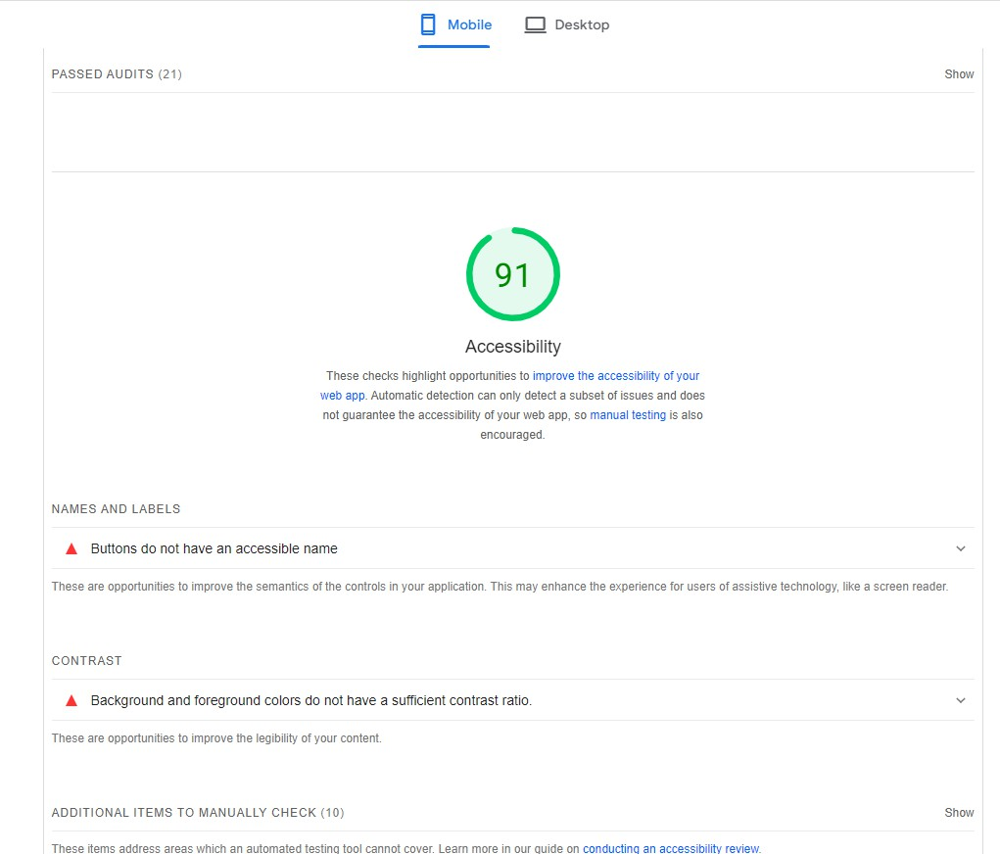 Mobile Desktop
PASSED AUDITS (21) Show
91
Accessibility
These checks highlight opportunities to improve the accessibility of your
web app. Automatic detection can only detect a subset of issues and does
not guarantee the accessibility of your web app, so manual testing is also
encouraged.
NAMES AND LABELS
Buttons do not have an accessible name
These are opportunities to improve the semantics of the controls in your application. This may enhance the experience for users of assistive technology, like a screen reader.
CONTRAST
Background and foreground colors do not have a sufficient contrast ratio.
These are opportunities to improve the legibility of your content.
ADDITIONAL ITEMS TO MANUALLY CHECK (10) Show
These items address areas which an automated testing tool cannot cover. Learn more in our guide on conducting an accessibility review.